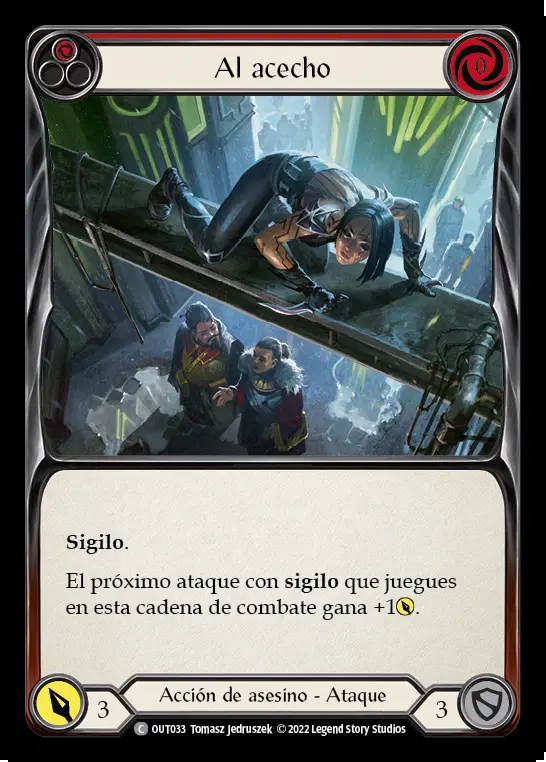 Al acecho
0
Sigilo.
El próximo ataque con sigilo que juegues
en esta cadena de combate gana +1.
3
Acción de asesino - Ataque
3
C OUT033 Tomasz Jedruszek © 2022 Legend Story Studios